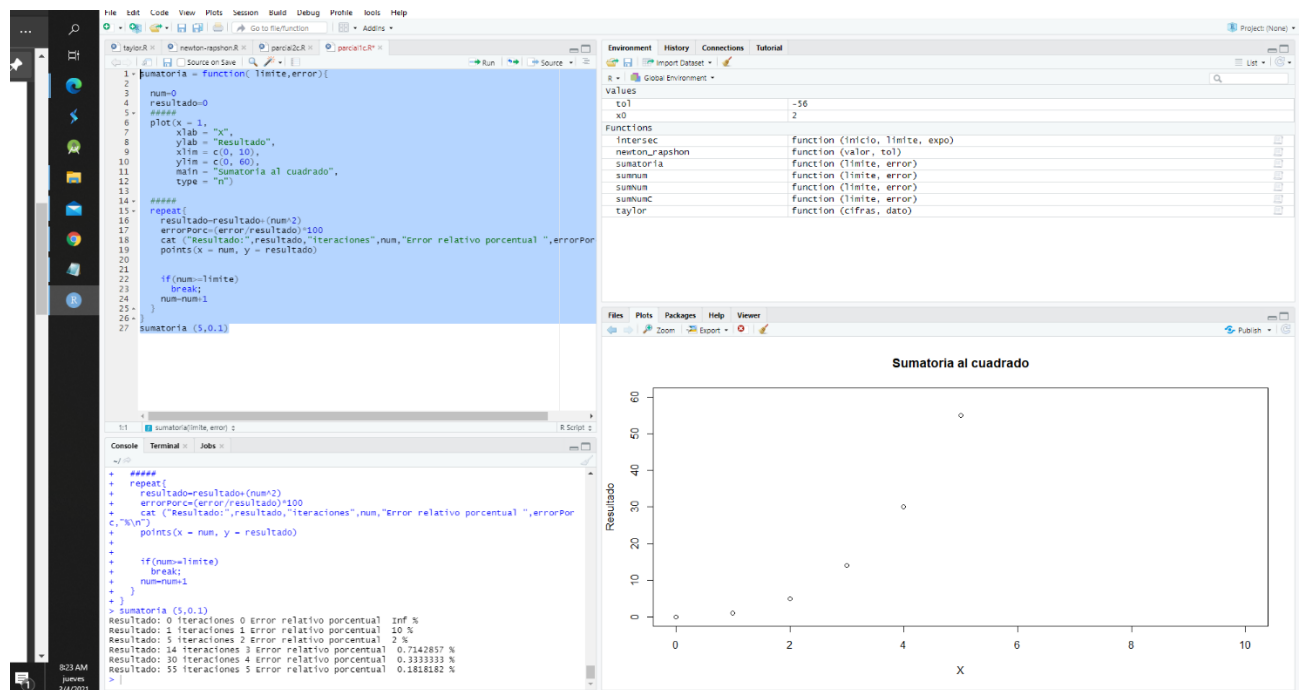 File Edit Code View Plots Session Build Debug Profile Tools Help
Go to file/function
Addins
Project: (None)
taylor.R
newton-rapshon.R
parcial2c.R
parcial1c.R*
Source on Save
Run
Source
1 sumatoria = function( limite,error){
2
3 num=0
4 resultado=0
5 #####
6 plot(x = 1,
7 xlab = "X",
8 ylab = "Resultado",
9 xlim = c(0, 10),
10 ylim = c(0, 60),
11 main = "Sumatoria al cuadrado",
12 type = "n")
13
14 #####
15 repeat{
16 resultado=resultado+(num^2)
17 errorPorc=(error/resultado)*100
18 cat ("Resultado:",resultado,"iteraciones",num,"Error relativo porcentual ",errorPor
19 points(x = num, y = resultado)
20
21
22 if(num>=limite)
23 break;
24 num=num+1
25 }
26 }
27 sumatoria (5,0.1)
1:1
sumatoria(limite, error)
R Script
Console Terminal Jobs
~/
+ #####
+ repeat{
+ resultado=resultado+(num^2)
+ errorPorc=(error/resultado)*100
+ cat ("Resultado:",resultado,"iteraciones",num,"Error relativo porcentual ",errorPor
c,"%\n")
+ points(x = num, y = resultado)
+
+
+ if(num>=limite)
+ break;
+ num=num+1
+ }
+ }
> sumatoria (5,0.1)
Resultado: 0 iteraciones 0 Error relativo porcentual Inf %
Resultado: 1 iteraciones 1 Error relativo porcentual 10 %
Resultado: 5 iteraciones 2 Error relativo porcentual 2 %
Resultado: 14 iteraciones 3 Error relativo porcentual 0.7142857 %
Resultado: 30 iteraciones 4 Error relativo porcentual 0.3333333 %
Resultado: 55 iteraciones 5 Error relativo porcentual 0.1818182 %
>
Environment History Connections Tutorial
Import Dataset
List
R
Global Environment
values
tol -56
x0 2
Functions
intersec function (inicio, limite, expo)
newton_rapshon function (valor, tol)
sumatoria function (limite, error)
sumnum function (limite, error)
sumNum function (limite, error)
sumNumC function (limite, error)
taylor function (cifras, dato)
Files Plots Packages Help Viewer
Zoom
Export
Publish
Sumatoria al cuadrado
Resultado
60
50
40
30
20
10
0
0 2 4 6 8 10
X
8:23 AM
jueves
3/4/2021